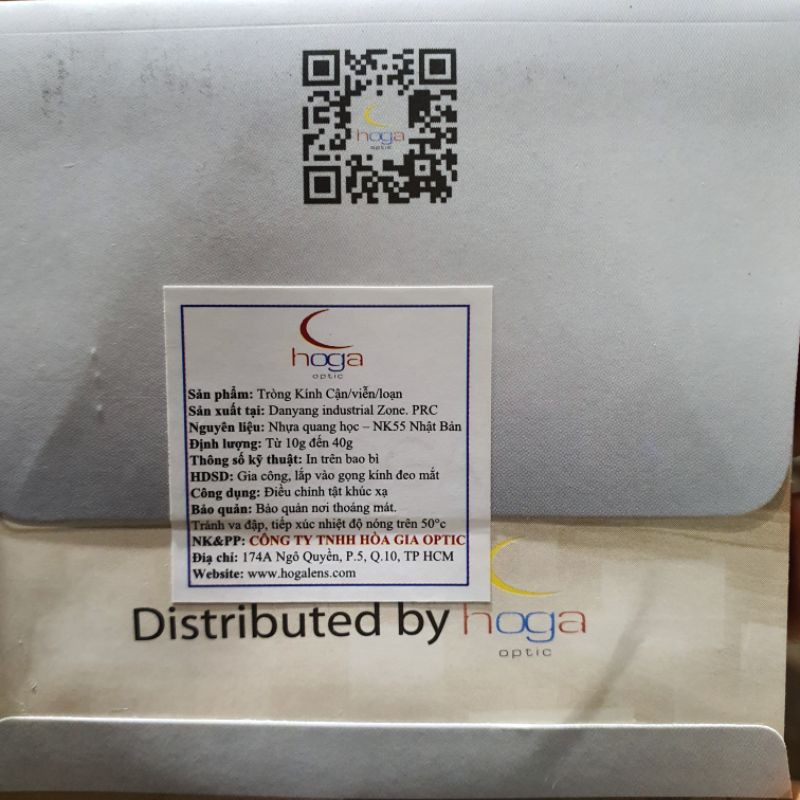 hoga
optic
hoga
optic
Sản phẩm: Tròng Kính Cận/viễn/loạn
Sản xuất tại: Danyang industrial Zone. PRC
Nguyên liệu: Nhựa quang học – NK55 Nhật Bản
Định lượng: Từ 10g đến 40g
Thông số kỹ thuật: In trên bao bì
HDSD: Gia công, lắp vào gọng kính đeo mắt
Công dụng: Điều chỉnh tật khúc xạ
Bảo quản: Bảo quản nơi thoáng mát.
Tránh va đập, tiếp xúc nhiệt độ nóng trên 50°c
NK&PP: CÔNG TY TNHH HÒA GIA OPTIC
Địa chỉ: 174A Ngô Quyền, P.5, Q.10, TP HCM
Website: www.hogalens.com
Distributed by hoga
optic